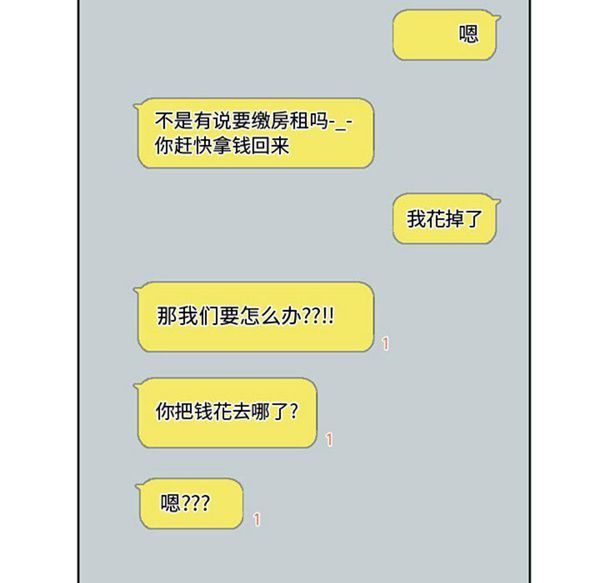 嗯
不是有说要缴房租吗-_-
你赶快拿钱回来
我花掉了
那我们要怎么办??!!
1
你把钱花去哪了?
1
嗯???
1